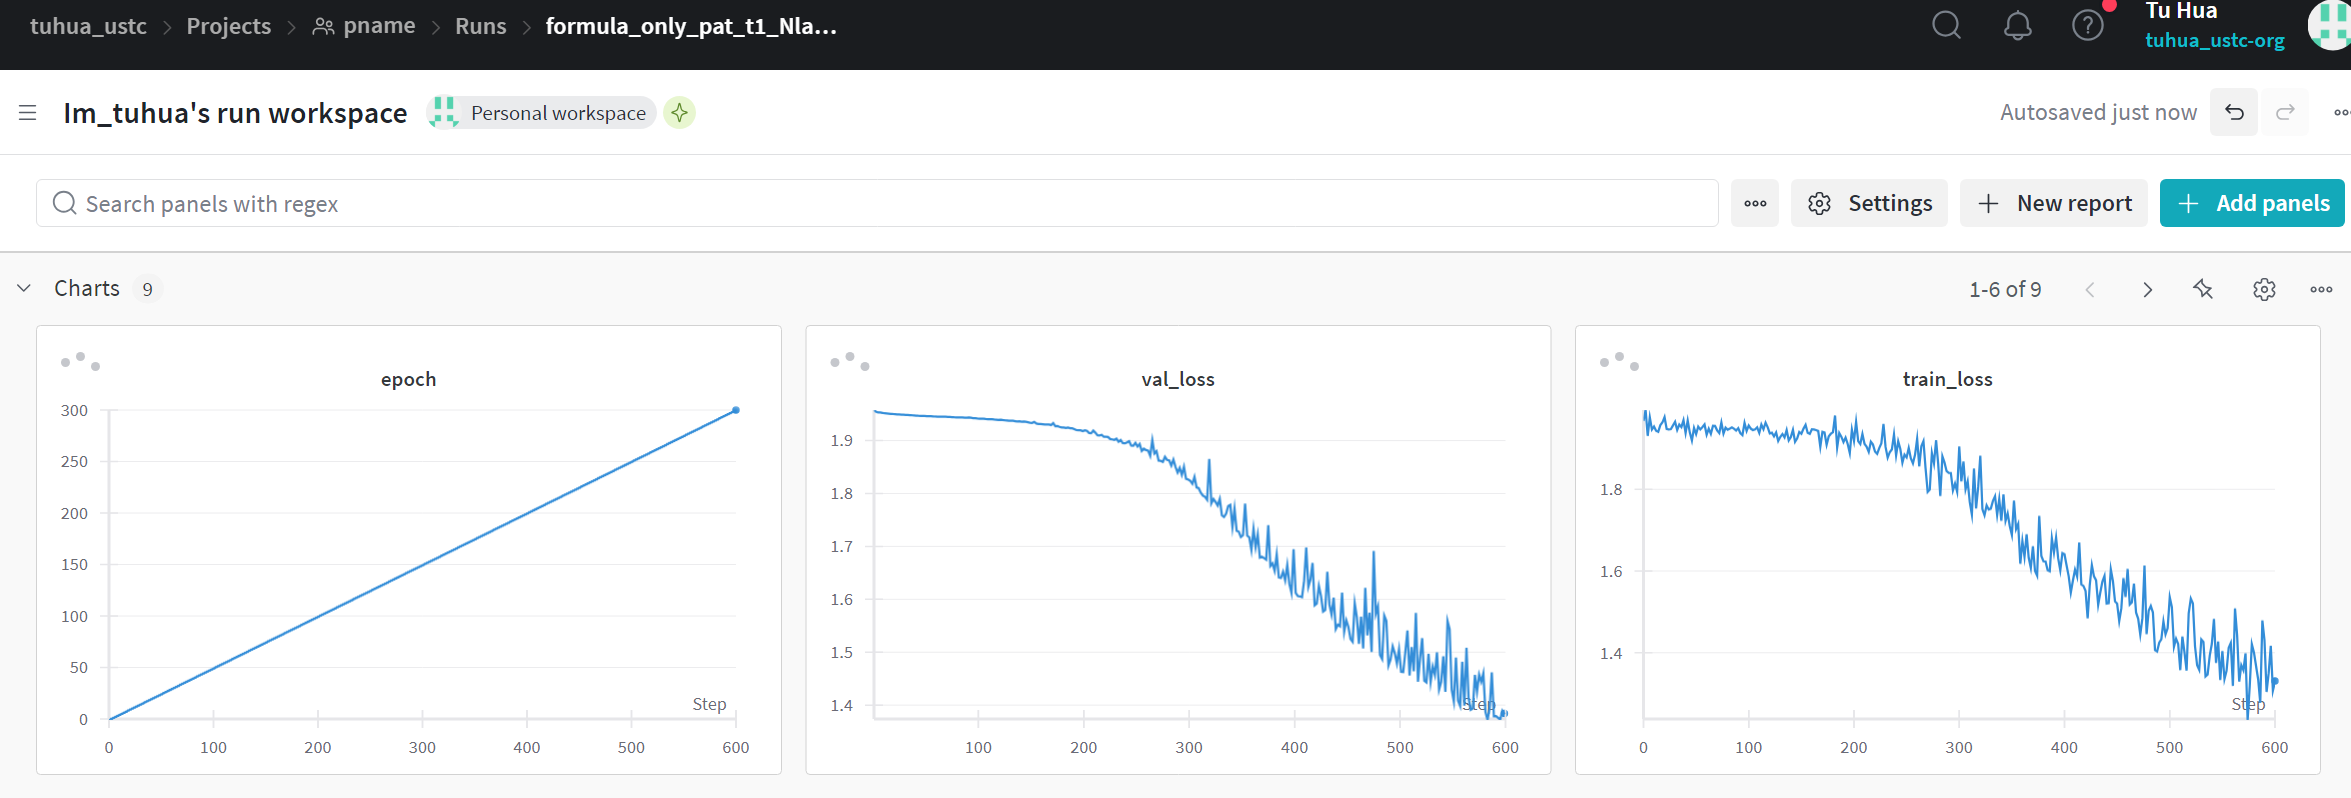 tuhua_ustc > Projects > pname > Runs > formula_only_pat_t1_Nla...
?
Tu Hua
tuhua_ustc-org
lm_tuhua's run workspace
Personal workspace
Autosaved just now
Search panels with regex
Settings
New report
Add panels
Charts 9
1-6 of 9
epoch
300
250
200
150
100
50
0
Step
0 100 200 300 400 500 600
val_loss
1.9
1.8
1.7
1.6
1.5
1.4
Step
100 200 300 400 500 600
train_loss
1.8
1.6
1.4
Step
0 100 200 300 400 500 600